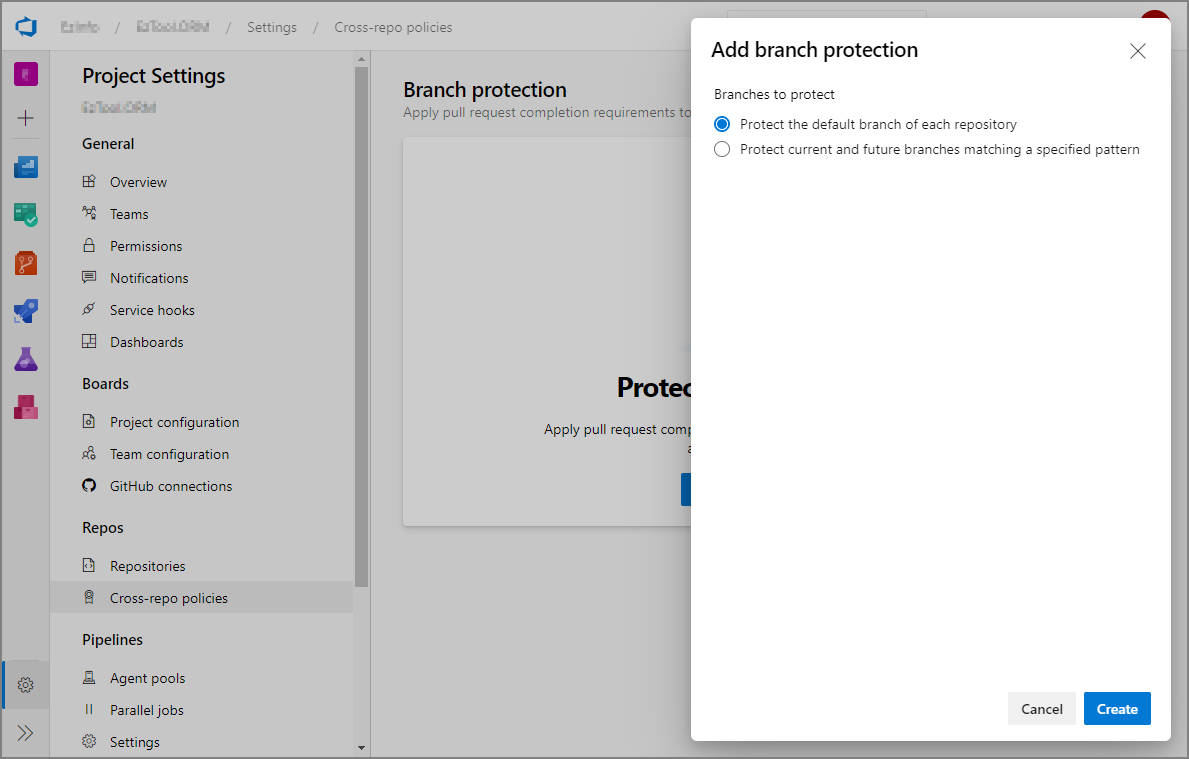 /
/
Settings
/
Cross-repo policies
Project Settings
General
Overview
Teams
Permissions
Notifications
Service hooks
Dashboards
Boards
Project configuration
Team configuration
GitHub connections
Repos
Repositories
Cross-repo policies
Pipelines
Agent pools
Parallel jobs
Settings
Branch protection
Apply pull request completion requirements to
Protec
Apply pull request comp
Add branch protection
Branches to protect
Protect the default branch of each repository
Protect current and future branches matching a specified pattern
Cancel
Create